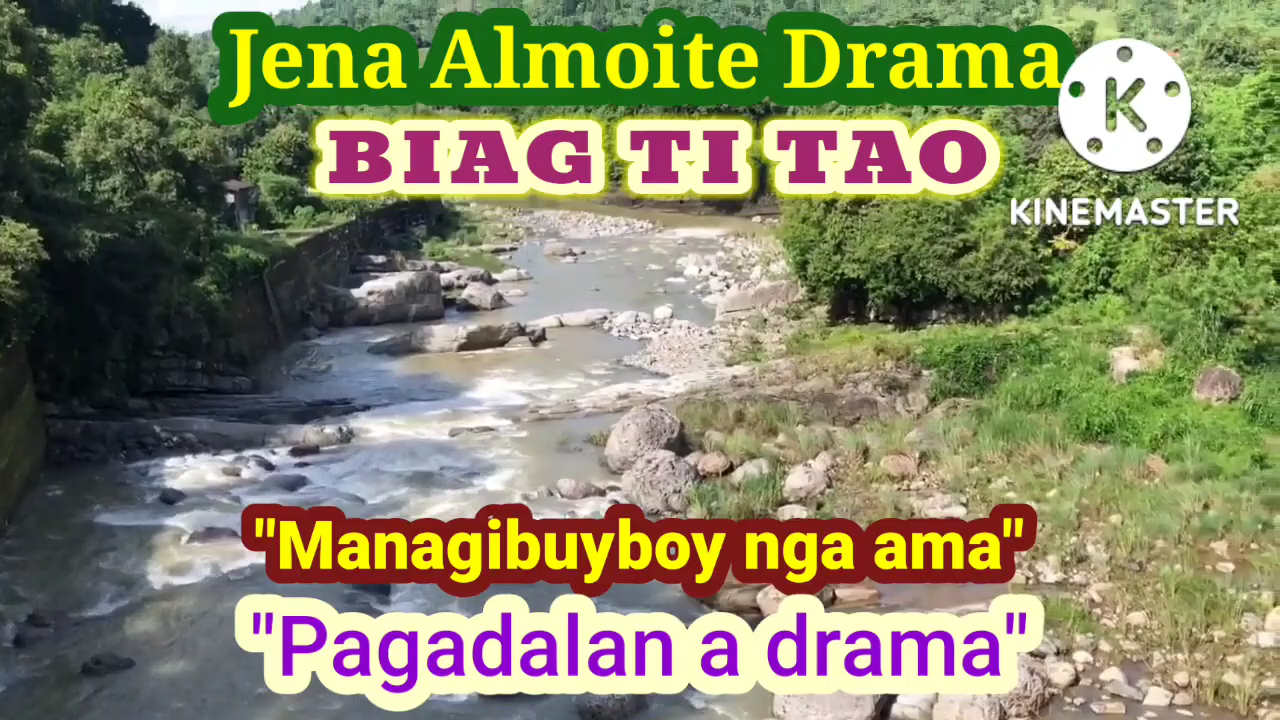 Jena Almoite Drama
BIAG TI TAO
K
KINEMASTER
"Managibuyboy nga ama"
"Pagadalan a drama"